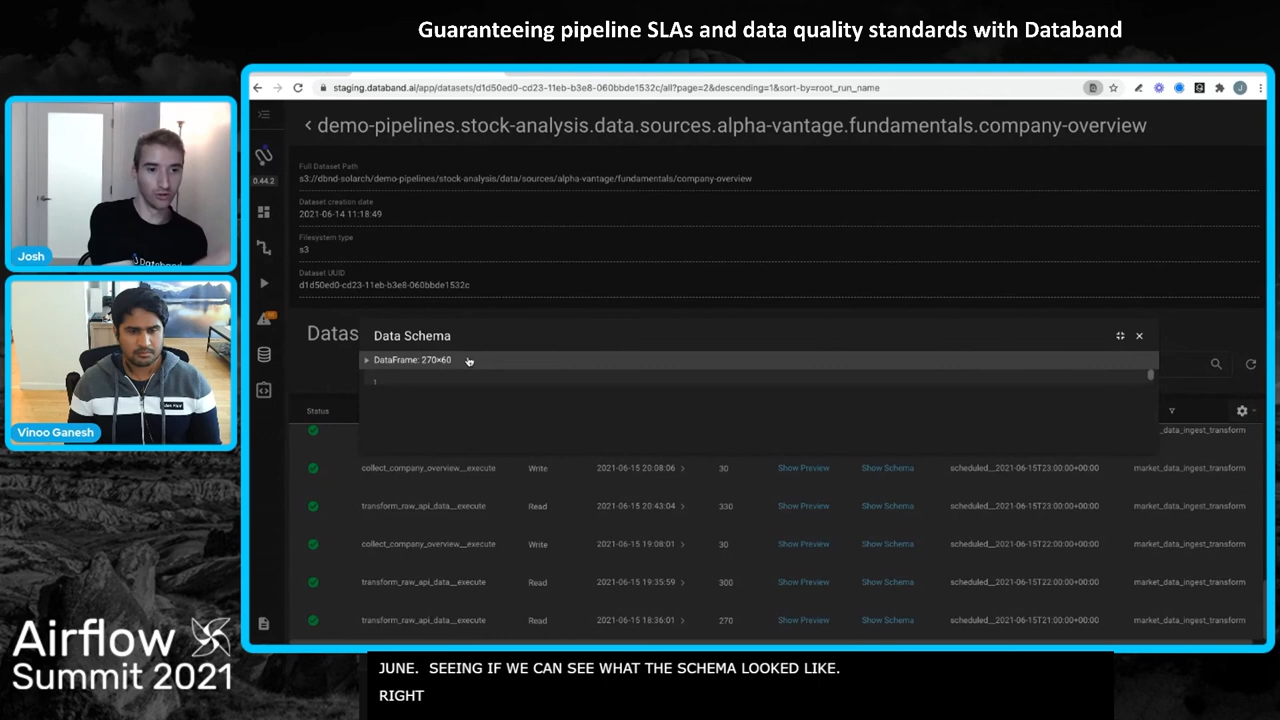 Guaranteeing pipeline SLAs and data quality standards with Databand
staging.databand.ai/app/datasets/d1d50ed0-cd23-11eb-b3e8-060bbde1532c/all?page=2&descending=1&sort-by=root_run_name
J
demo-pipelines.stock-analysis.data.sources.alpha-vantage.fundamentals.company-overview
0.44.2
Full Dataset Path
s3://dbnd-solarch/demo-pipelines/stock-analysis/data/sources/alpha-vantage/fundamentals/company-overview
Dataset creation date
2021-06-14 11:18:49
Filesystem type
s3
Dataset UUID
d1d50ed0-cd23-11eb-b3e8-060bbde1532c
Josh
Databand
Vinoo Ganesh
Datas
Data Schema
DataFrame: 270×60
1
Status
_data_ingest_transform
collect_company_overview__execute Write 2021-06-15 20:08:06 30 Show Preview Show Schema scheduled__2021-06-15T23:00:00+00:00 market_data_ingest_transform
transform_raw_api_data__execute Read 2021-06-15 20:43:04 330 Show Preview Show Schema scheduled__2021-06-15T23:00:00+00:00 market_data_ingest_transform
collect_company_overview__execute Write 2021-06-15 19:08:01 30 Show Preview Show Schema scheduled__2021-06-15T22:00:00+00:00 market_data_ingest_transform
transform_raw_api_data__execute Read 2021-06-15 19:35:59 300 Show Preview Show Schema scheduled__2021-06-15T22:00:00+00:00 market_data_ingest_transform
transform_raw_api_data__execute Read 2021-06-15 18:36:01 270 Show Preview Show Schema scheduled__2021-06-15T21:00:00+00:00 market_data_ingest_transform
Airflow
Summit 2021
JUNE. SEEING IF WE CAN SEE WHAT THE SCHEMA LOOKED LIKE.
RIGHT